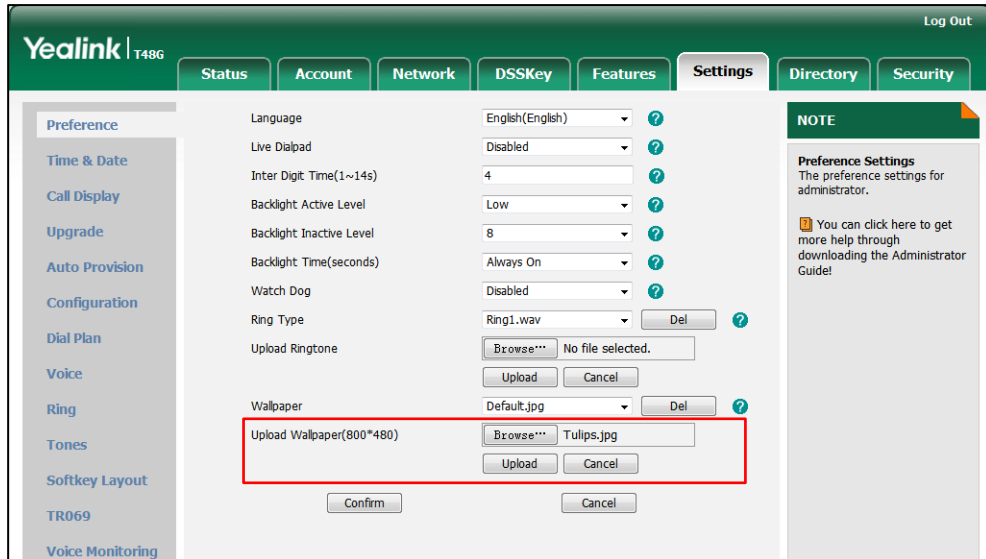 Log Out
Yealink T48G
Status Account Network DSSKey Features Settings Directory Security
Preference
Time & Date
Call Display
Upgrade
Auto Provision
Configuration
Dial Plan
Voice
Ring
Tones
Softkey Layout
TR069
Voice Monitoring
Language English(English) ?
Live Dialpad Disabled ?
Inter Digit Time(1~14s) 4 ?
Backlight Active Level Low ?
Backlight Inactive Level 8 ?
Backlight Time(seconds) Always On ?
Watch Dog Disabled ?
Ring Type Ring1.wav Del ?
Upload Ringtone Browse... No file selected.
Upload Cancel
Wallpaper Default.jpg Del ?
Upload Wallpaper(800*480) Browse... Tulips.jpg
Upload Cancel
Confirm Cancel
NOTE
Preference Settings
The preference settings for
administrator.
? You can click here to get
more help through
downloading the Administrator
Guide!